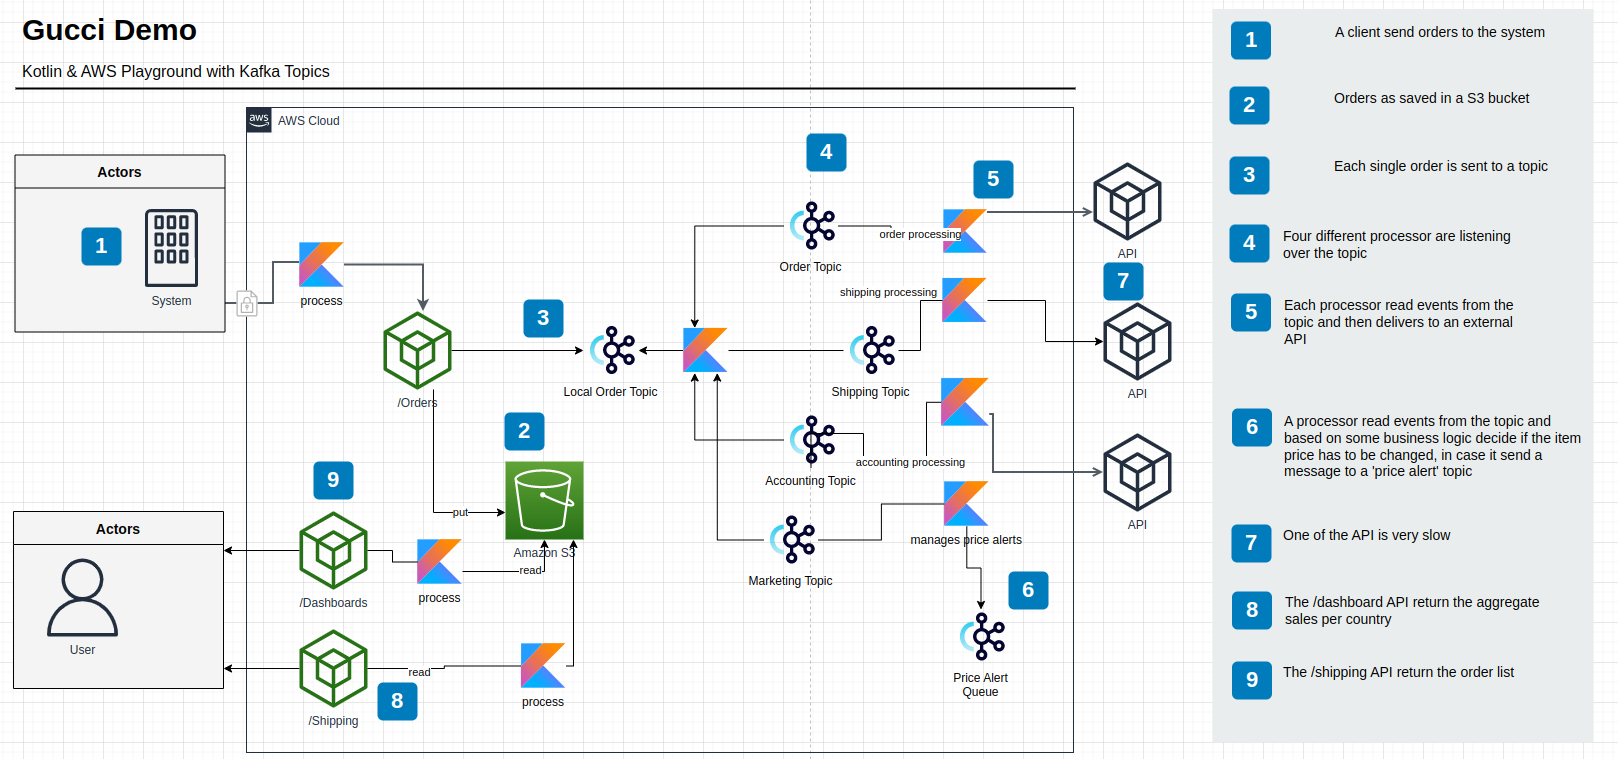 Gucci Demo
Kotlin & AWS Playground with Kafka Topics
aws
AWS Cloud
Actors
1
System
process
/Orders
3
Local Order Topic
4
Order Topic
order processing
5
API
shipping processing
Shipping Topic
7
API
Accounting Topic
accounting processing
API
Marketing Topic
manages price alerts
6
Price Alert
Queue
2
put
Amazon S3
read
9
Actors
User
/Dashboards
process
/Shipping
read
8
process
1
A client send orders to the system
2
Orders as saved in a S3 bucket
3
Each single order is sent to a topic
4
Four different processor are listening
over the topic
5
Each processor read events from the
topic and then delivers to an external
API
6
A processor read events from the topic and
based on some business logic decide if the item
price has to be changed, in case it send a
message to a 'price alert' topic
7
One of the API is very slow
8
The /dashboard API return the aggregate
sales per country
9
The /shipping API return the order list